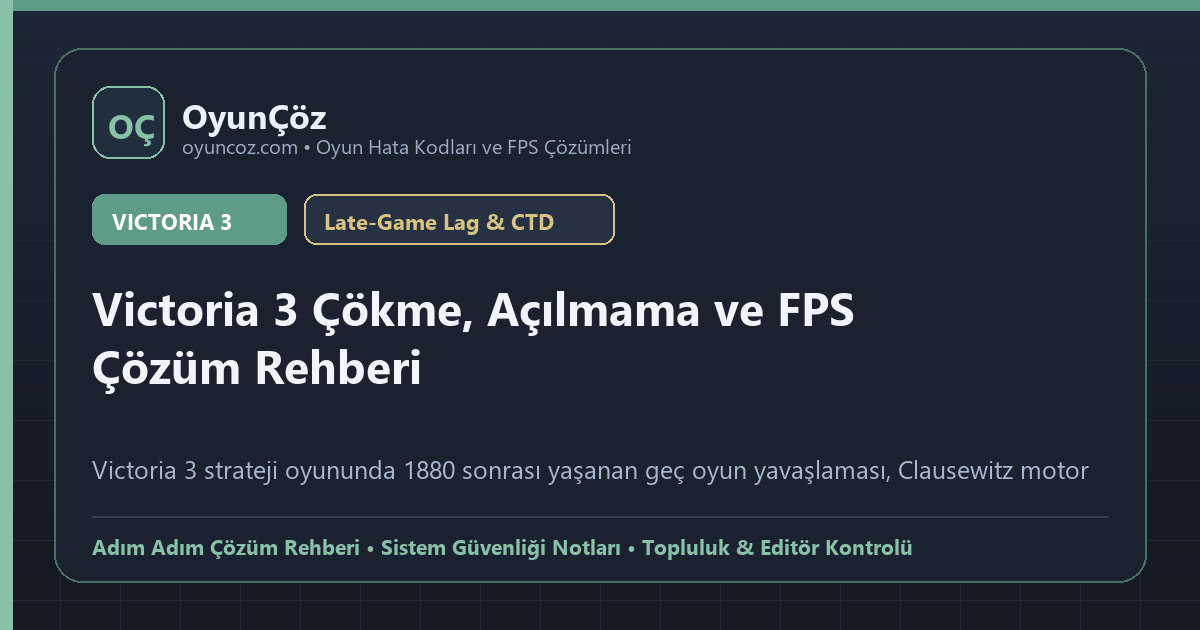 OÇ
OyunÇöz
oyuncoz.com • Oyun Hata Kodları ve FPS Çözümleri
VICTORIA 3
Late-Game Lag & CTD
Victoria 3 Çökme, Açılmama ve FPS
Çözüm Rehberi
Victoria 3 strateji oyununda 1880 sonrası yaşanan geç oyun yavaşlaması, Clausewitz motor
Adım Adım Çözüm Rehberi • Sistem Güvenliği Notları • Topluluk & Editör Kontrolü